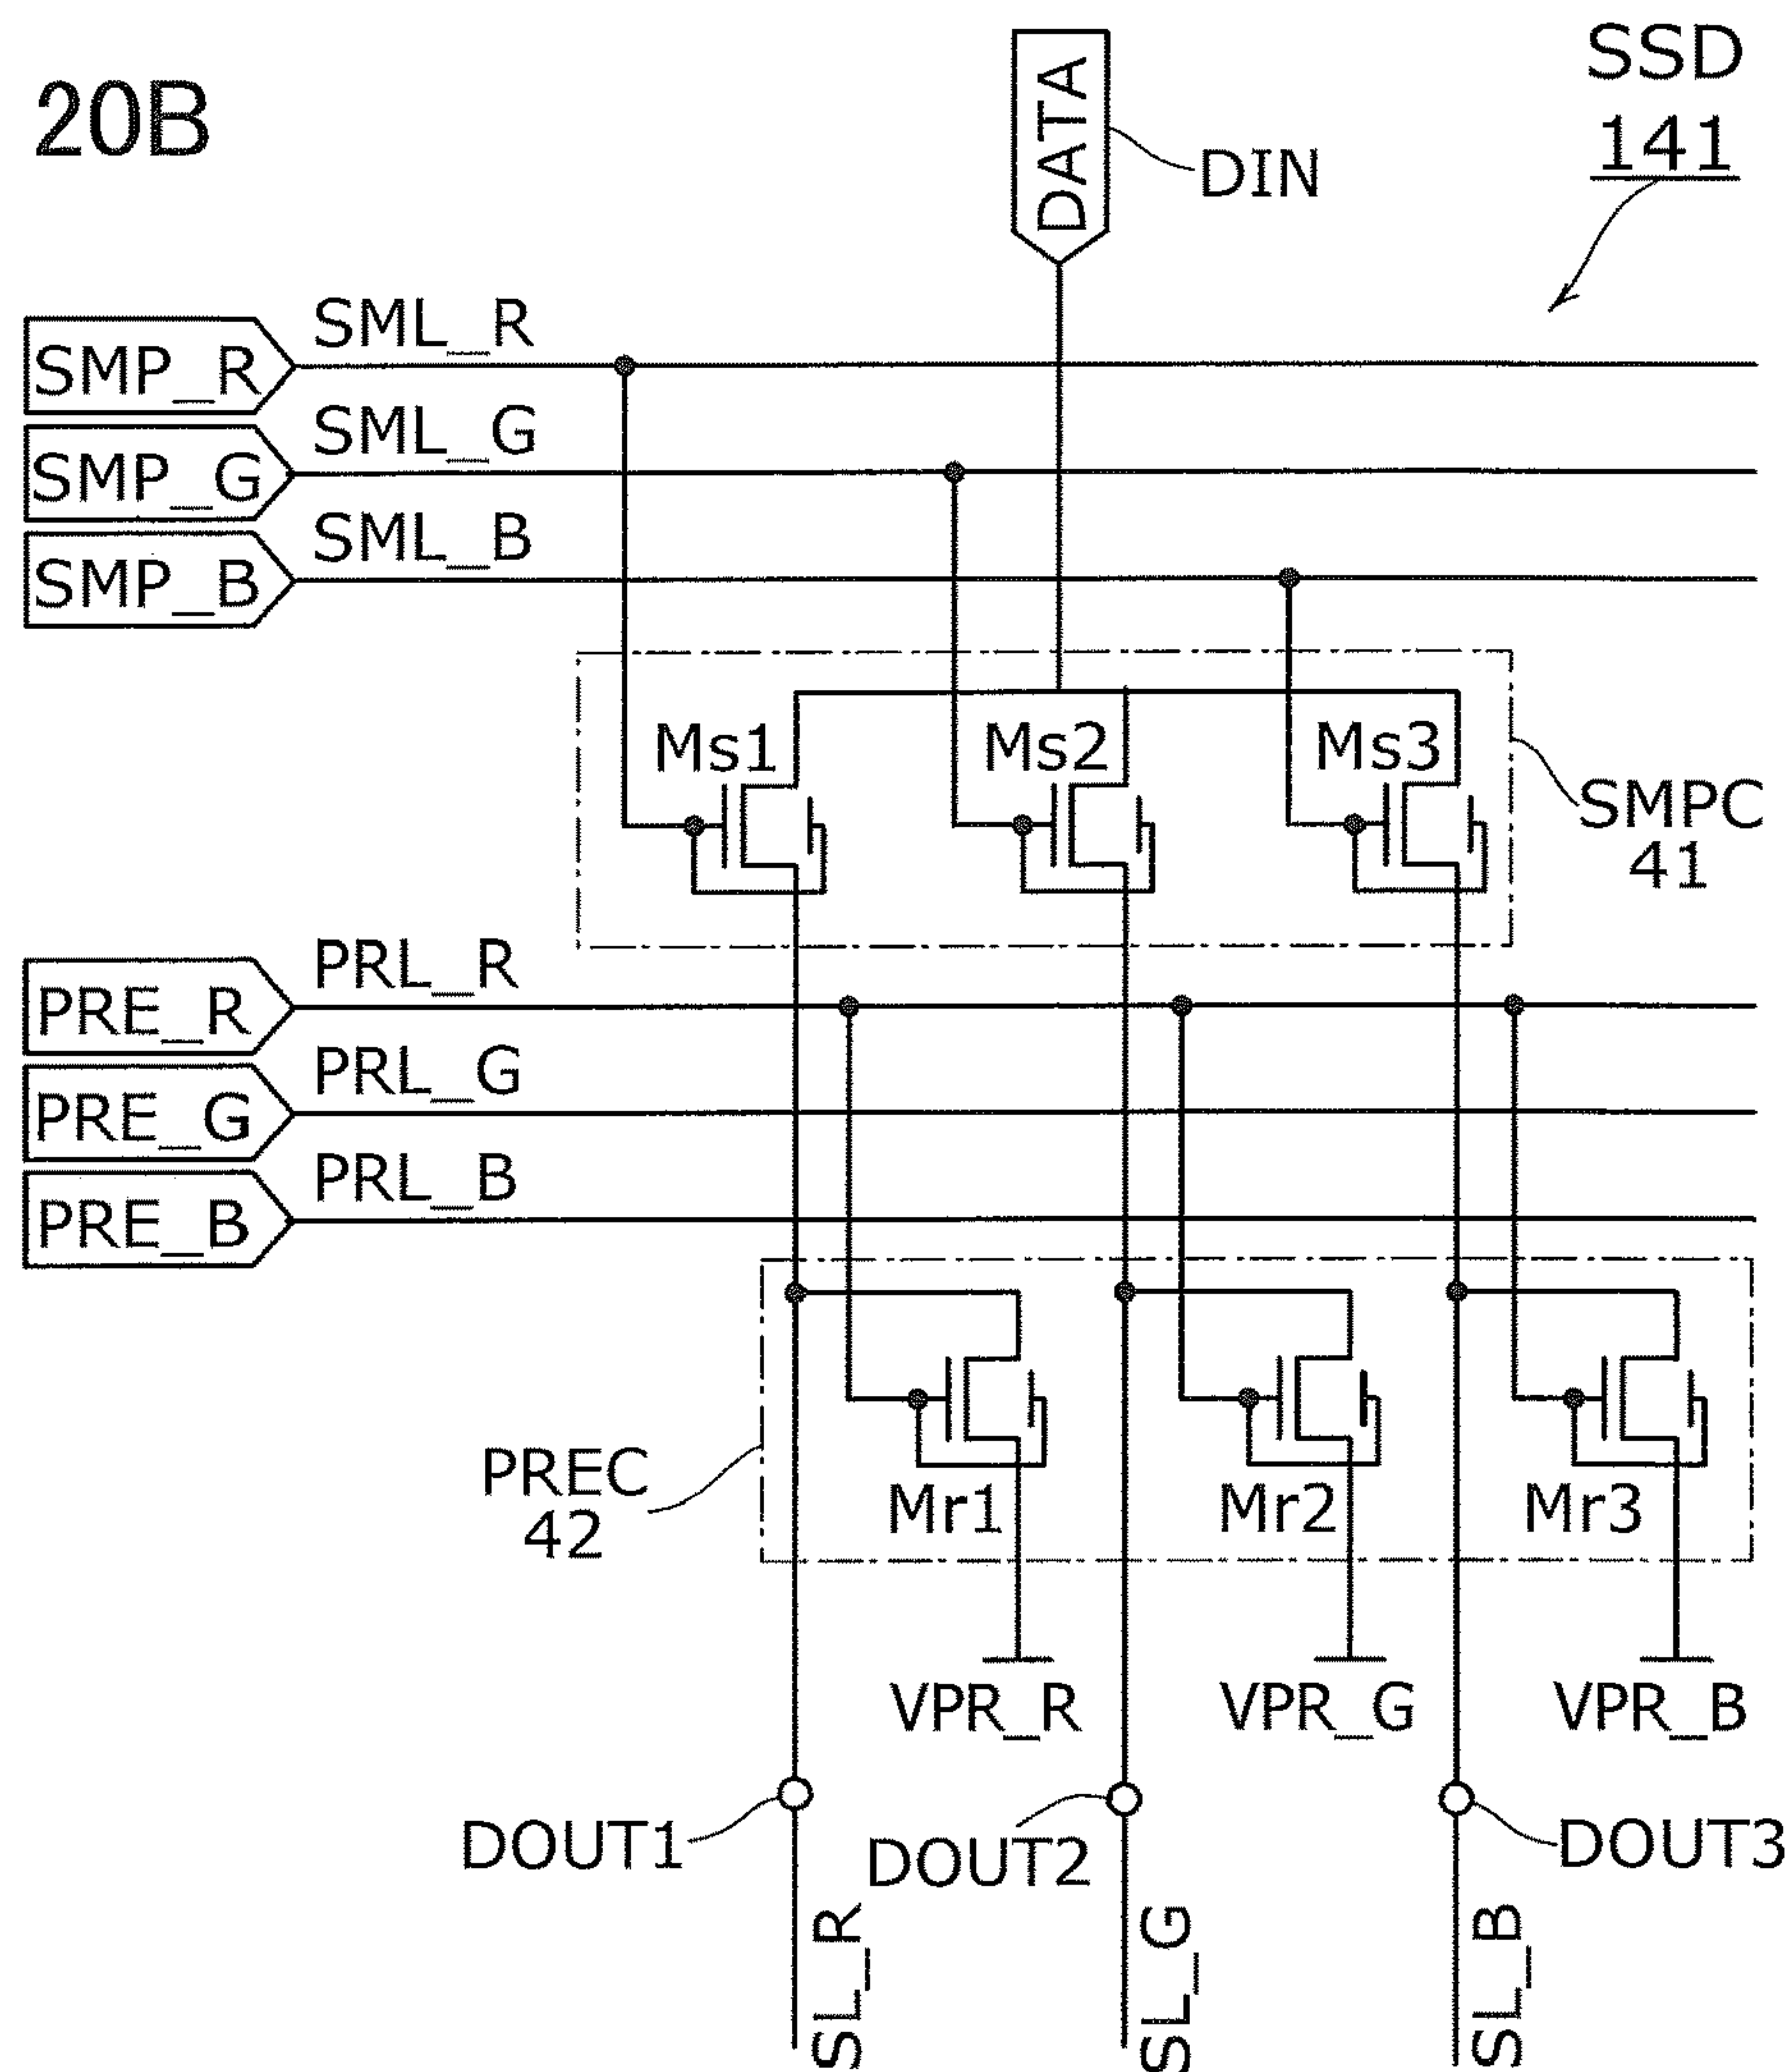 20B
SSD
141
DATA
DIN
SMP_R
SML_R
SMP_G
SML_G
SMP_B
SML_B
Ms1
Ms2
Ms3
SMPC
41
PRE_R
PRL_R
PRE_G
PRL_G
PRE_B
PRL_B
PREC
42
Mr1
Mr2
Mr3
VPR_R
VPR_G
VPR_B
DOUT1
DOUT2
DOUT3
SL_R
SL_G
SL_B